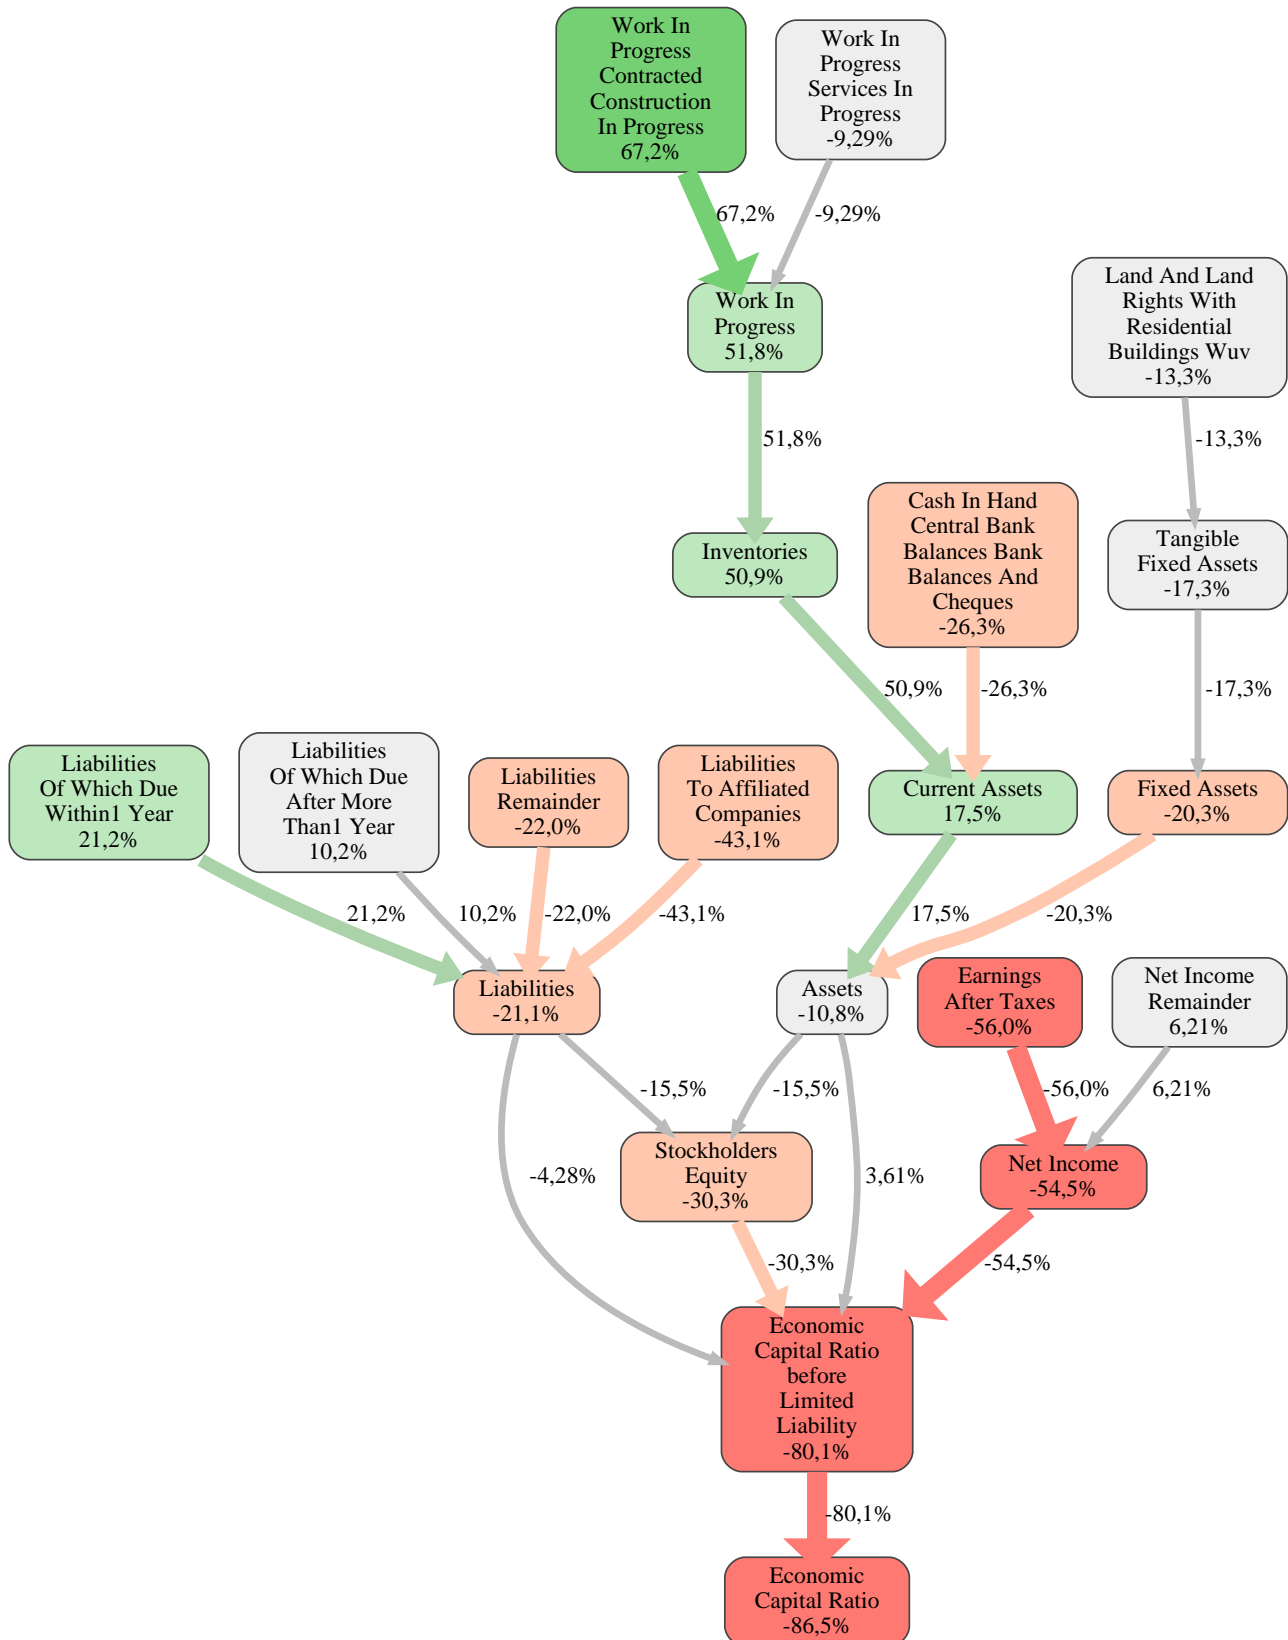 Work In
Progress
Contracted
Construction
In Progress
67,2%
Work In
Progress
Services In
Progress
-9,29%
67,2%
-9,29%
Work In
Progress
51,8%
Land And Land
Rights With
Residential
Buildings Wuv
-13,3%
51,8%
-13,3%
Cash In Hand
Central Bank
Balances Bank
Balances And
Cheques
-26,3%
Inventories
50,9%
Tangible
Fixed Assets
-17,3%
50,9%
-26,3%
-17,3%
Liabilities
Of Which Due
Within1 Year
21,2%
Liabilities
Of Which Due
After More
Than1 Year
10,2%
Liabilities
Remainder
-22,0%
Liabilities
To Affiliated
Companies
-43,1%
Current Assets
17,5%
Fixed Assets
-20,3%
21,2%
10,2%
-22,0%
-43,1%
17,5%
-20,3%
Liabilities
-21,1%
Assets
-10,8%
Earnings
After Taxes
-56,0%
Net Income
Remainder
6,21%
-15,5%
-15,5%
-56,0%
6,21%
-4,28%
Stockholders
Equity
-30,3%
3,61%
Net Income
-54,5%
-30,3%
-54,5%
Economic
Capital Ratio
before
Limited
Liability
-80,1%
-80,1%
Economic
Capital Ratio
-86,5%